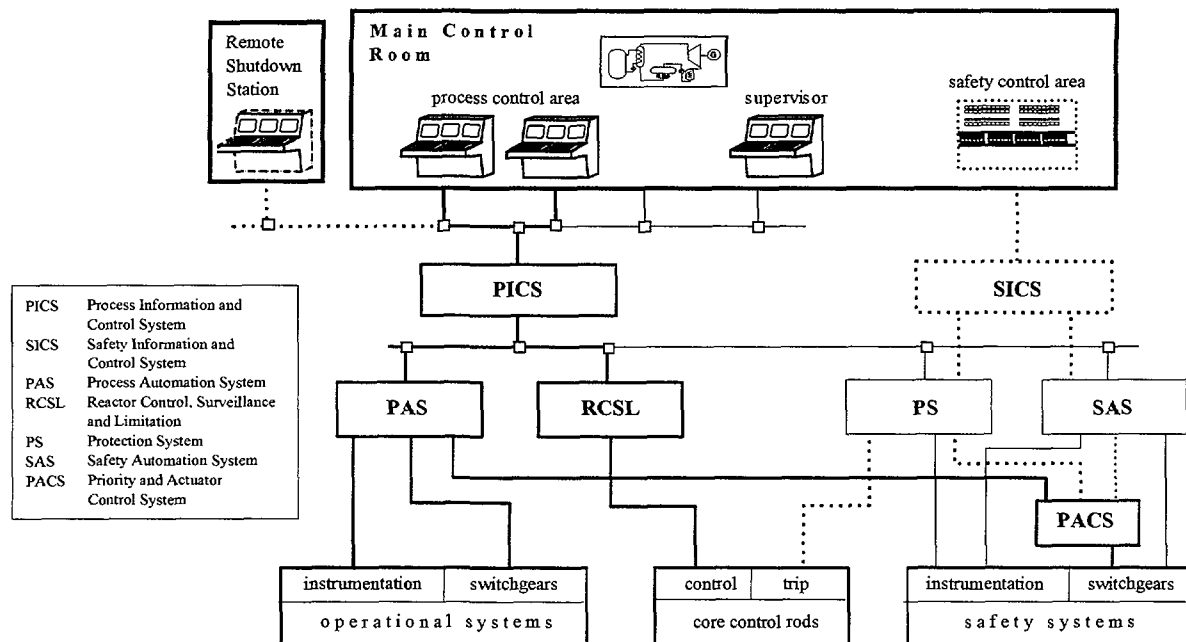 Remote
Shutdown
Station
Main Control
Room
process control area
supervisor
safety control area
G
PICS
SICS
PICS Process Information and
Control System
SICS Safety Information and
Control System
PAS Process Automation System
RCSL Reactor Control, Surveillance
and Limitation
PS Protection System
SAS Safety Automation System
PACS Priority and Actuator
Control System
PAS
RCSL
PS
SAS
PACS
instrumentation switchgears
operational systems
control trip
core control rods
instrumentation switchgears
safety systems